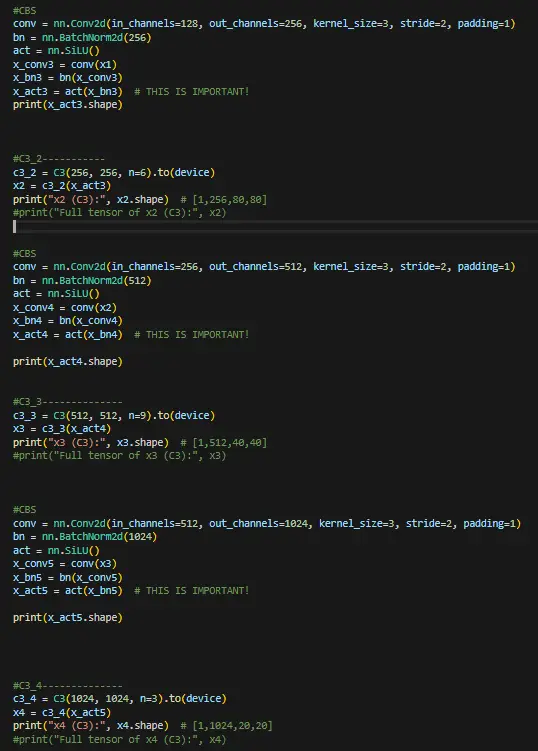 #CBS
conv = nn.Conv2d(in_channels=128, out_channels=256, kernel_size=3, stride=2, padding=1)
bn = nn.BatchNorm2d(256)
act = nn.SiLU()
x_conv3 = conv(x1)
x_bn3 = bn(x_conv3)
x_act3 = act(x_bn3)  # THIS IS IMPORTANT!
print(x_act3.shape)
#C3_2-----------
c3_2 = C3(256, 256, n=6).to(device)
x2 = c3_2(x_act3)
print("x2 (C3):", x2.shape)  # [1,256,80,80]
#print("Full tensor of x2 (C3):", x2)
#CBS
conv = nn.Conv2d(in_channels=256, out_channels=512, kernel_size=3, stride=2, padding=1)
bn = nn.BatchNorm2d(512)
act = nn.SiLU()
x_conv4 = conv(x2)
x_bn4 = bn(x_conv4)
x_act4 = act(x_bn4)  # THIS IS IMPORTANT!
print(x_act4.shape)
#C3_3--------------
c3_3 = C3(512, 512, n=9).to(device)
x3 = c3_3(x_act4)
print("x3 (C3):", x3.shape)  # [1,512,40,40]
#print("Full tensor of x3 (C3):", x3)
#CBS
conv = nn.Conv2d(in_channels=512, out_channels=1024, kernel_size=3, stride=2, padding=1)
bn = nn.BatchNorm2d(1024)
act = nn.SiLU()
x_conv5 = conv(x3)
x_bn5 = bn(x_conv5)
x_act5 = act(x_bn5)  # THIS IS IMPORTANT!
print(x_act5.shape)
#C3_4--------------
c3_4 = C3(1024, 1024, n=3).to(device)
x4 = c3_4(x_act5)
print("x4 (C3):", x4.shape)  # [1,1024,20,20]
#print("Full tensor of x4 (C3):", x4)